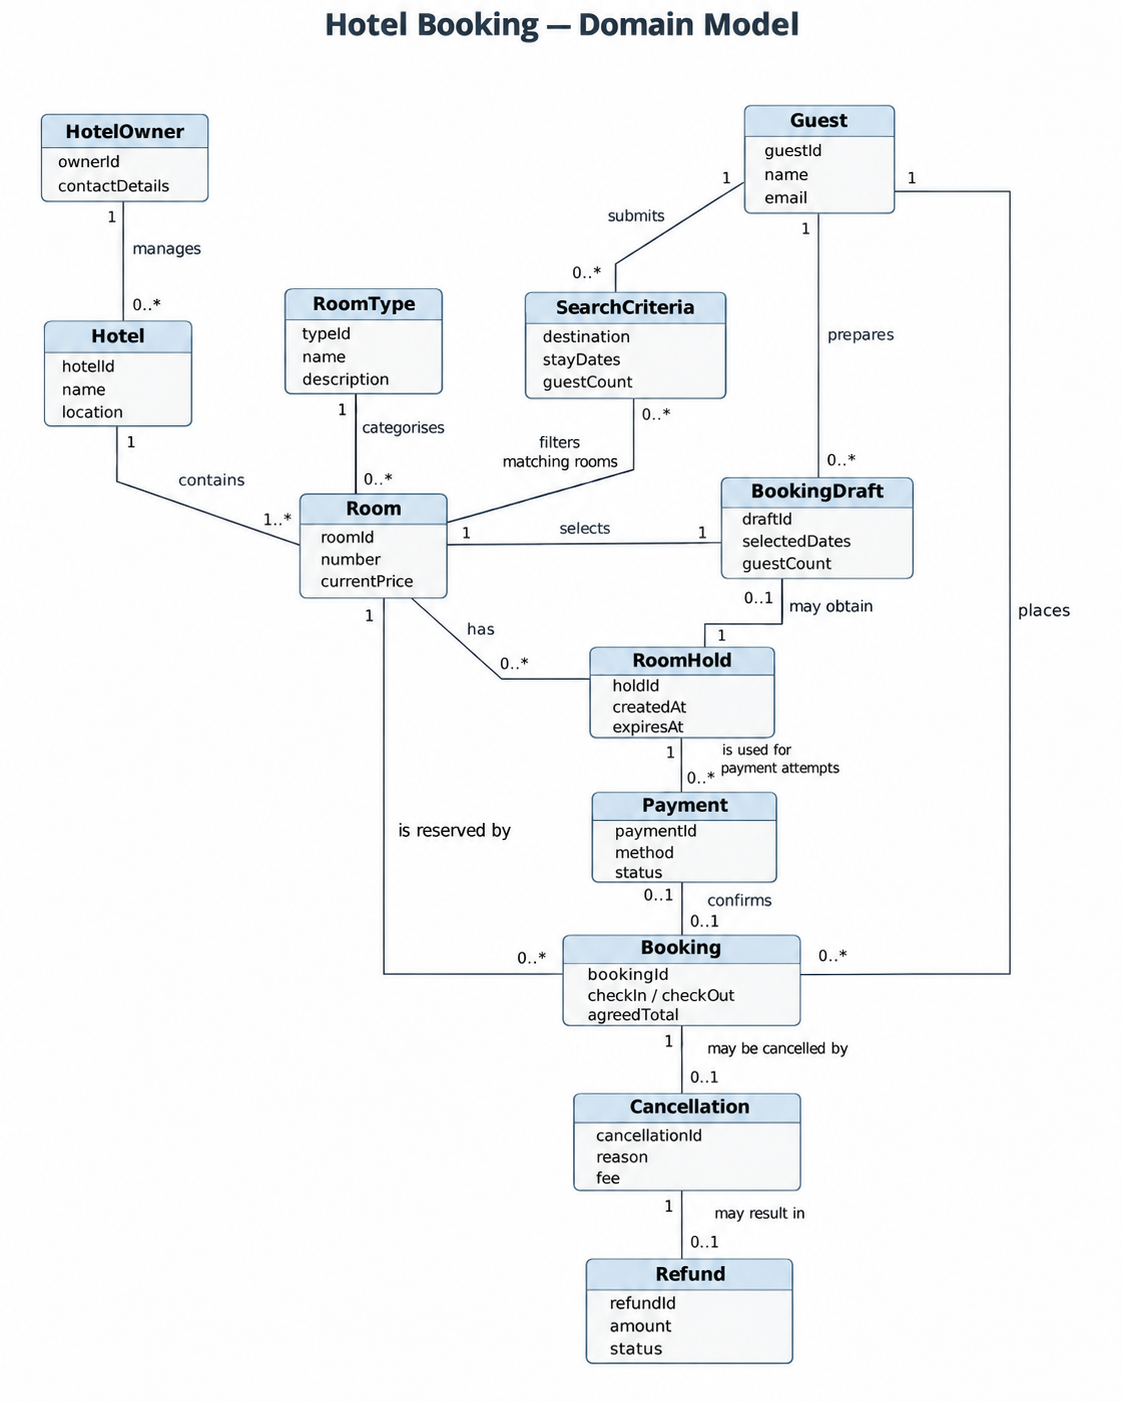 Hotel Booking — Domain Model
HotelOwner
ownerId
contactDetails
1
manages
0..*
Hotel
hotelId
name
location
1
contains
1..*
RoomType
typeId
name
description
1
categorises
0..*
Guest
guestId
name
email
1
submits
0..*
1
prepares
0..*
1
places
0..*
SearchCriteria
destination
stayDates
guestCount
0..*
filters
matching rooms
Room
roomId
number
currentPrice
1
selects
1
BookingDraft
draftId
selectedDates
guestCount
0..1
may obtain
1
has
0..*
1
is reserved by
0..*
RoomHold
holdId
createdAt
expiresAt
1
is used for
payment attempts
0..*
Payment
paymentId
method
status
0..1
confirms
0..1
Booking
bookingId
checkIn / checkOut
agreedTotal
1
may be cancelled by
0..1
Cancellation
cancellationId
reason
fee
1
may result in
0..1
Refund
refundId
amount
status